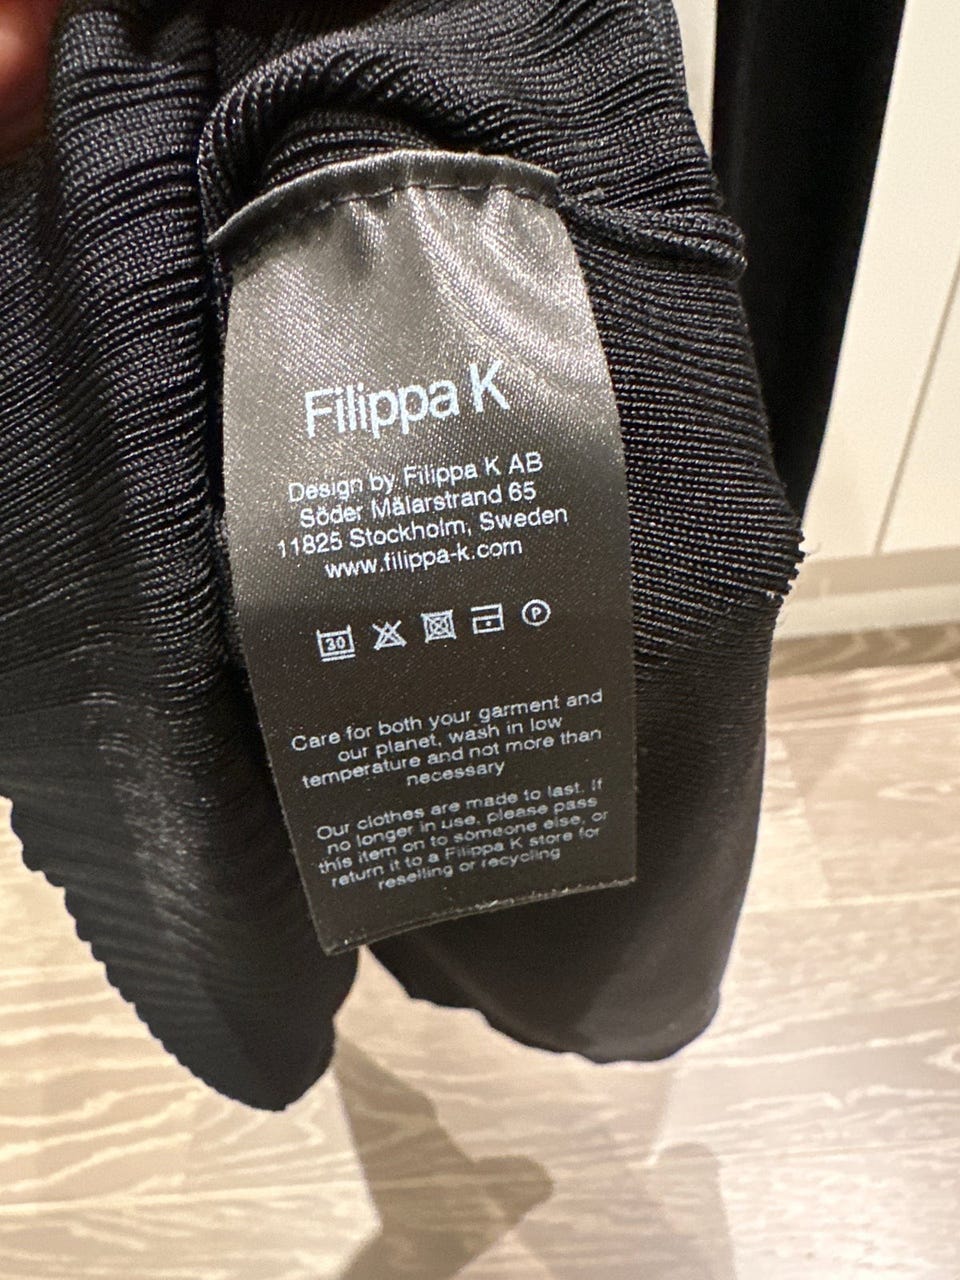 Filippa K
Design by Filippa K AB
Söder Mälarstrand 65
11825 Stockholm, Sweden
www.filippa-k.com
30 P
Care for both your garment and
our planet, wash in low
temperature and not more than
necessary
Our clothes are made to last. If
no longer in use, please pass
this item on to someone else, or
return it to a Filippa K store for
reselling or recycling